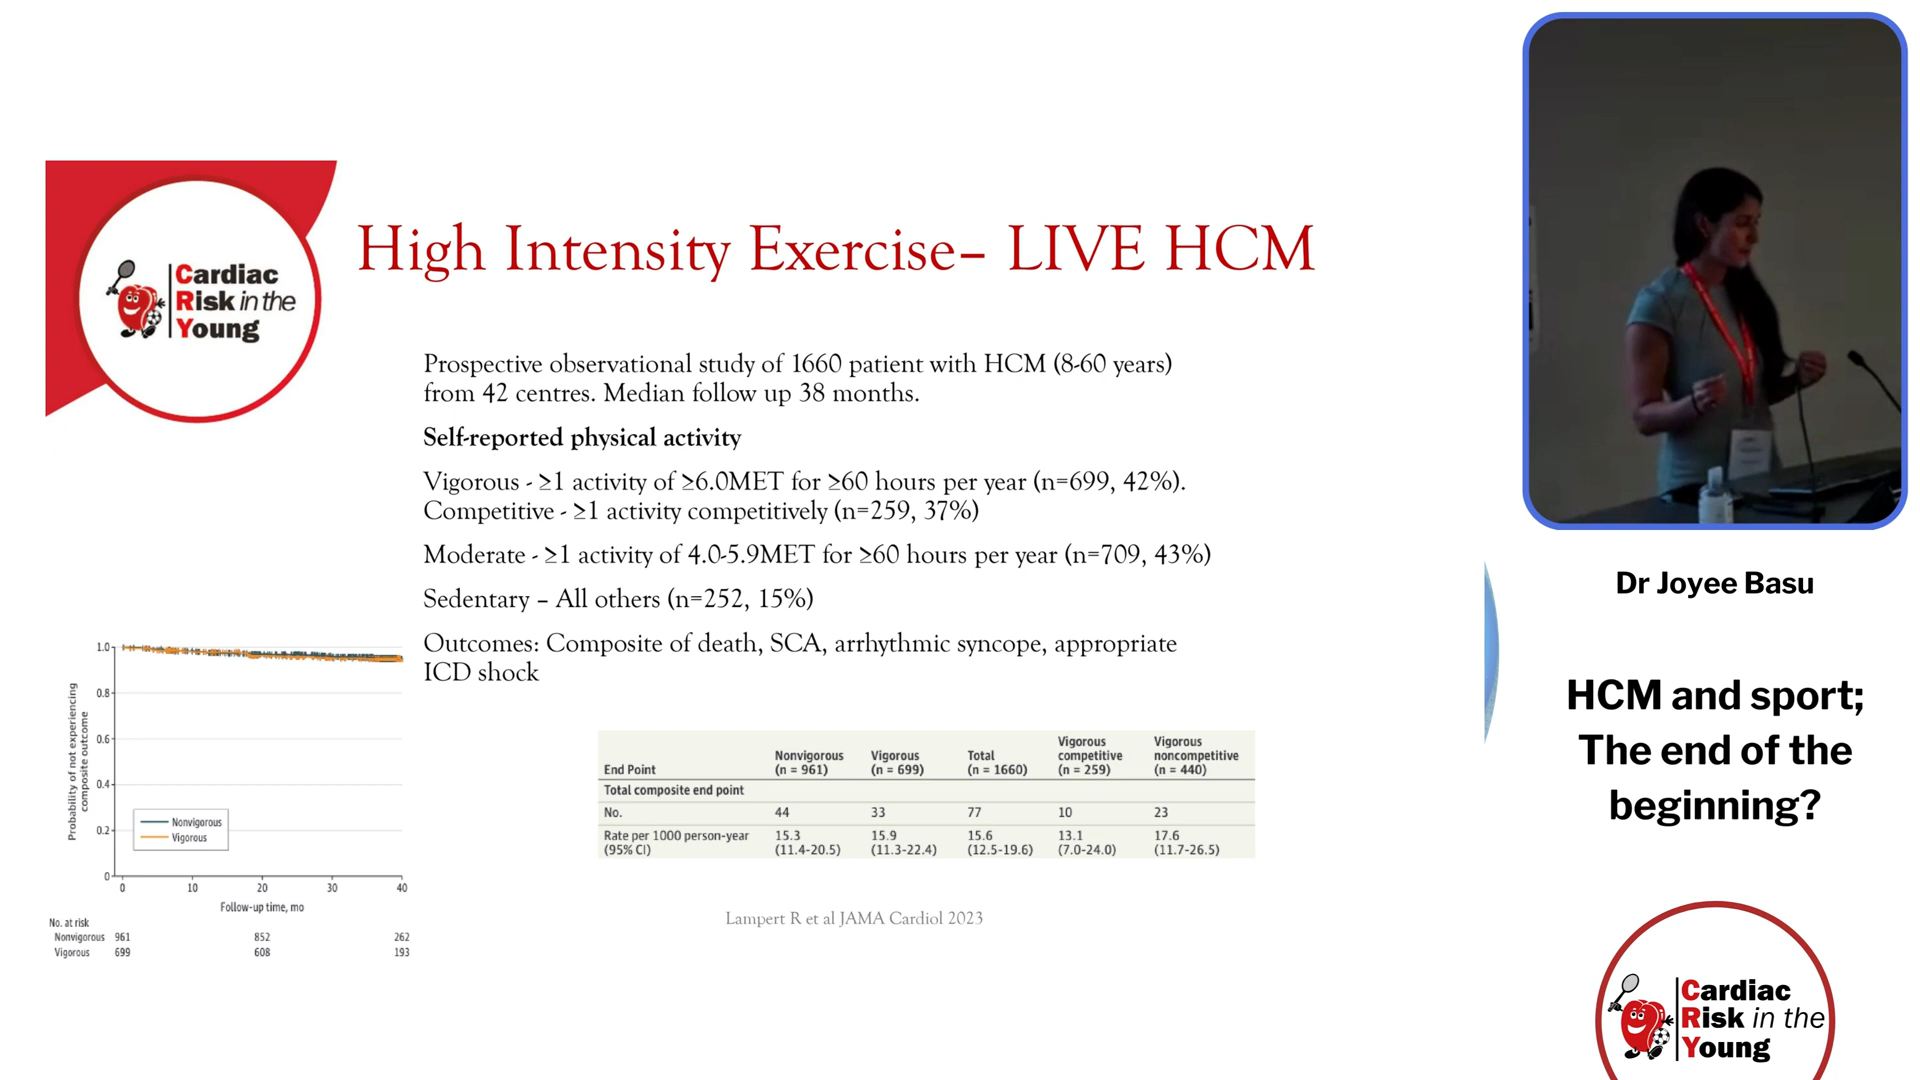 Cardiac
Risk in the
Young
High Intensity Exercise– LIVE HCM
Prospective observational study of 1660 patient with HCM (8-60 years)
from 42 centres. Median follow up 38 months.
Self-reported physical activity
Vigorous - ≥1 activity of ≥6.0MET for ≥60 hours per year (n=699, 42%).
Competitive - ≥1 activity competitively (n=259, 37%)
Moderate - ≥1 activity of 4.0-5.9MET for ≥60 hours per year (n=709, 43%)
Sedentary – All others (n=252, 15%)
Outcomes: Composite of death, SCA, arrhythmic syncope, appropriate
ICD shock
Probability of not experiencing
composite outcome
1.0
0.8
0.6
0.4
0.2
0
Nonvigorous
Vigorous
0 10 20 30 40
Follow-up time, mo
No. at risk
Nonvigorous 961 852 262
Vigorous 699 608 193
End Point Nonvigorous (n = 961) Vigorous (n = 699) Total (n = 1660) Vigorous competitive (n = 259) Vigorous noncompetitive (n = 440)
Total composite end point
No. 44 33 77 10 23
Rate per 1000 person-year 15.3 15.9 15.6 13.1 17.6
(95% CI) (11.4-20.5) (11.3-22.4) (12.5-19.6) (7.0-24.0) (11.7-26.5)
Lampert R et al JAMA Cardiol 2023
Dr Joyee Basu
HCM and sport;
The end of the
beginning?
Cardiac
Risk in the
Young